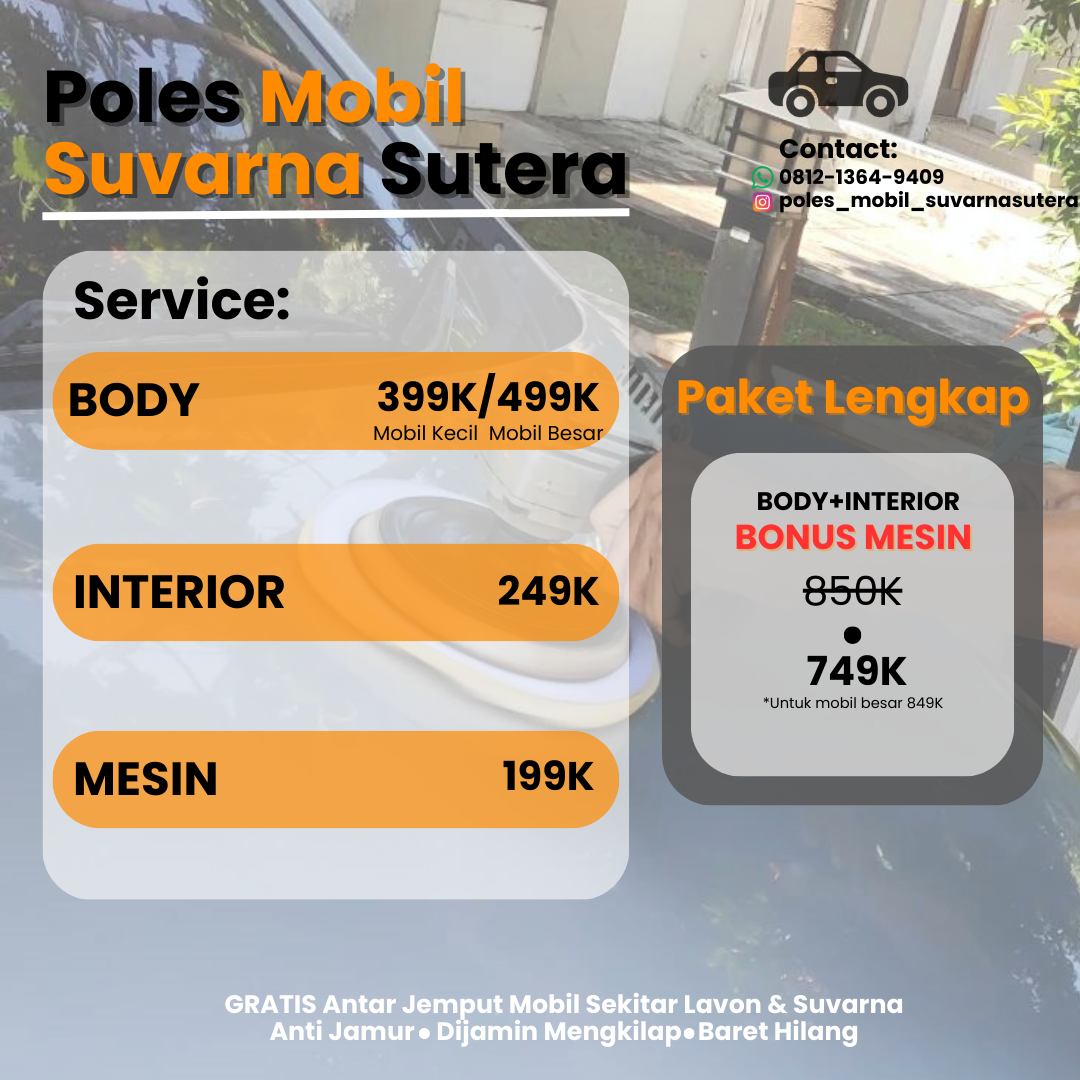 Poles Mobil
Suvarna Sutera
Contact:
0812-1364-9409
poles_mobil_suvarnasutera
Service:
BODY 399K/499K
Mobil Kecil Mobil Besar
INTERIOR 249K
MESIN 199K
Paket Lengkap
BODY+INTERIOR
BONUS MESIN
850K
749K
*Untuk mobil besar 849K
GRATIS Antar Jemput Mobil Sekitar Lavon & Suvarna
Anti Jamur • Dijamin Mengkilap•Baret Hilang